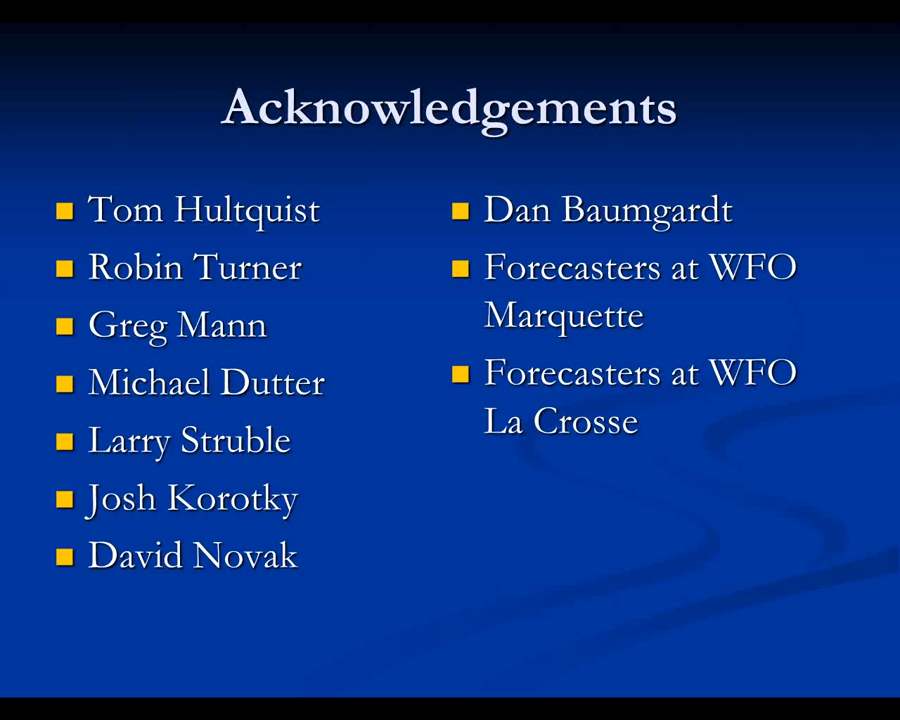 Acknowledgements
Tom Hultquist
Robin Turner
Greg Mann
Michael Dutter
Larry Struble
Josh Korotky
David Novak
Dan Baumgardt
Forecasters at WFO
Marquette
Forecasters at WFO
La Crosse